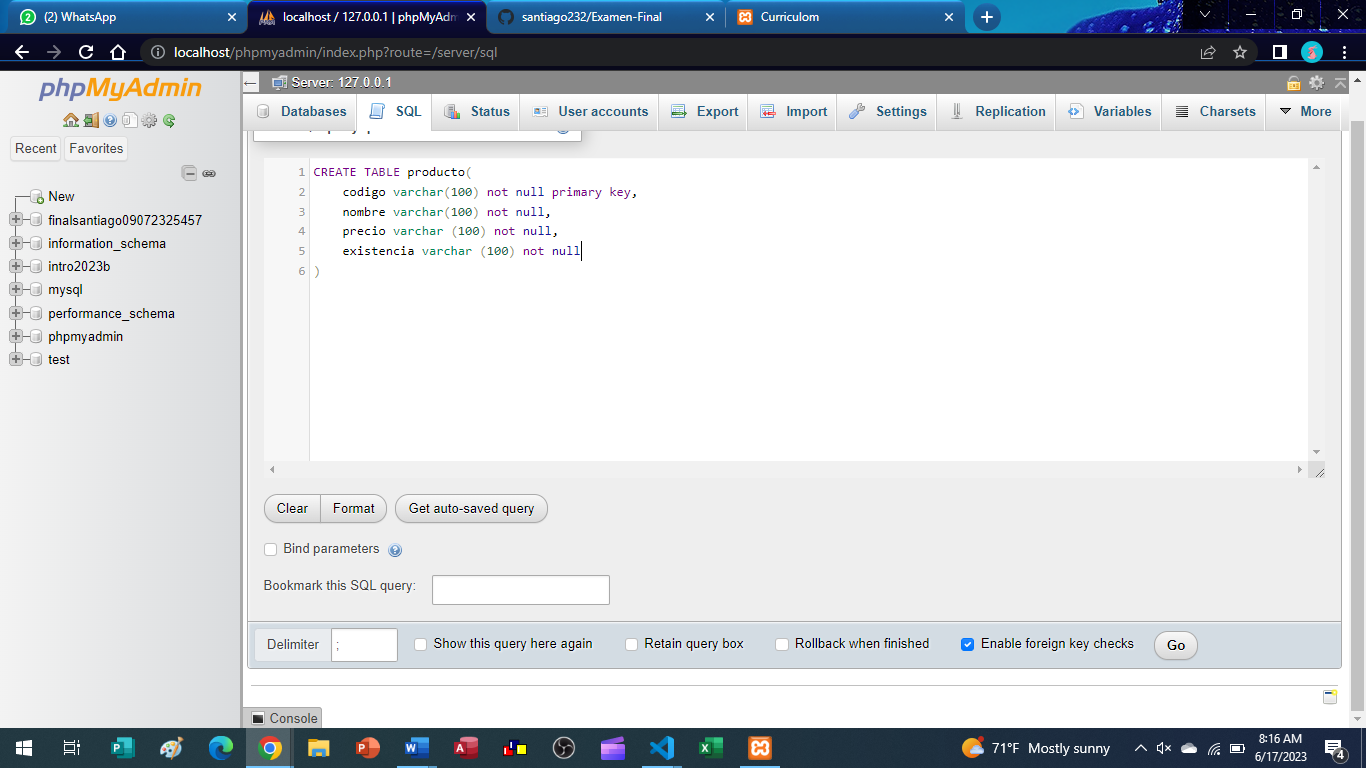 (2) WhatsApp
localhost / 127.0.0.1 | phpMyAdm
santiago232/Examen-Final
Curriculom
localhost/phpmyadmin/index.php?route=/server/sql
phpMyAdmin
Recent
Favorites
New
finalsantiago09072325457
information_schema
intro2023b
mysql
performance_schema
phpmyadmin
test
Server: 127.0.0.1
Databases
SQL
Status
User accounts
Export
Import
Settings
Replication
Variables
Charsets
More
1 CREATE TABLE producto(
2 codigo varchar(100) not null primary key,
3 nombre varchar(100) not null,
4 precio varchar (100) not null,
5 existencia varchar (100) not null
6 )
Clear
Format
Get auto-saved query
Bind parameters
Bookmark this SQL query:
Delimiter ;
Show this query here again
Retain query box
Rollback when finished
Enable foreign key checks
Go
Console
71°F Mostly sunny
8:16 AM
6/17/2023
4